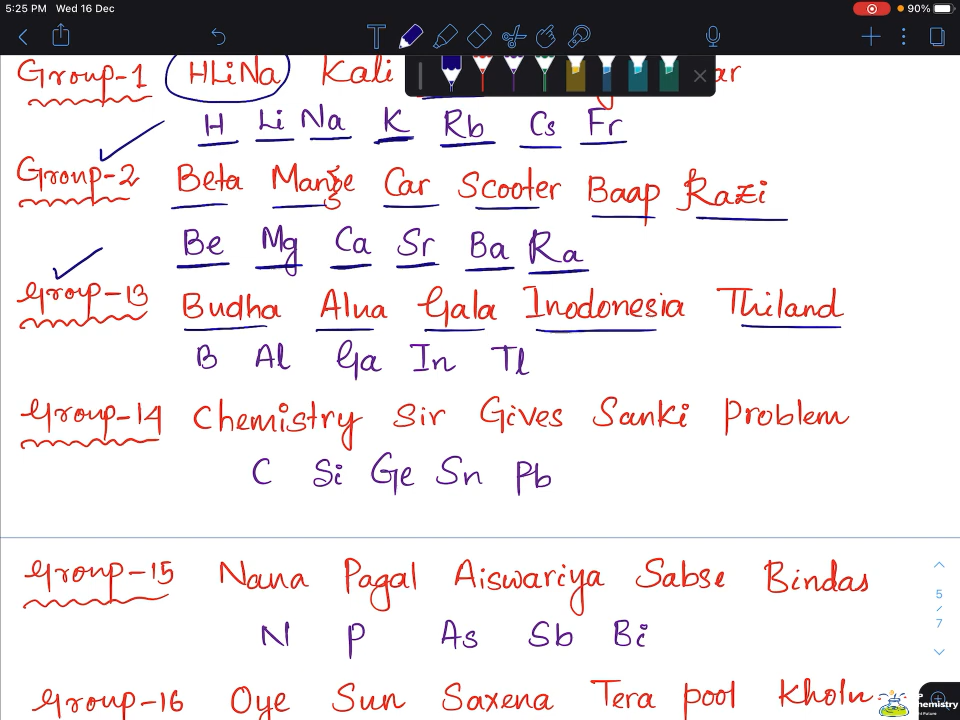 5:25 PM Wed 16 Dec 90%
Group-1 HLiNa Kali ar
H Li Na K Rb Cs Fr
Group-2 Beta Mange Car Scooter Baap Razi
Be Mg Ca Sr Ba Ra
Group-13 Budha Alua Gala Inodonesia Thiland
B Al Ga In Tl
Group-14 Chemistry Sir Gives Sanki Problem
C Si Ge Sn Pb
Group-15 Nana Pagal Aiswariya Sabse Bindas
N P As Sb Bi
5
/
7
Group-16 Oye Sun Saxena Tera pool